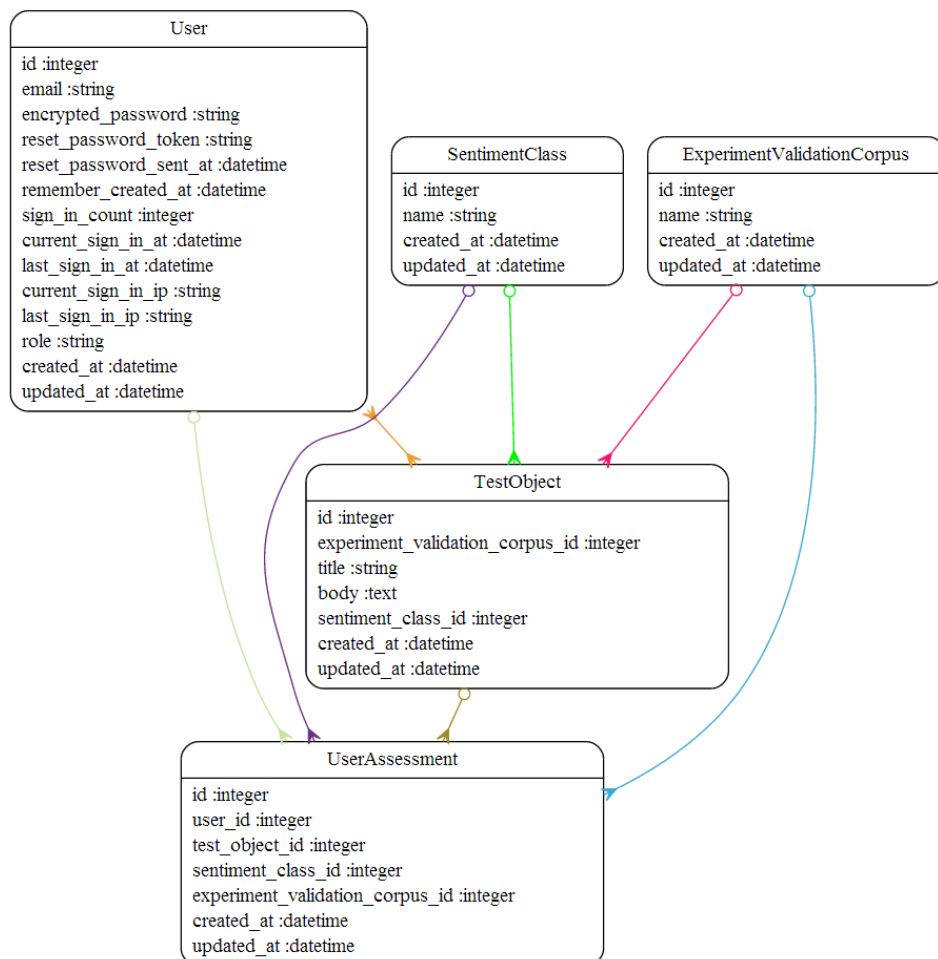 User
id :integer
email :string
encrypted_password :string
reset_password_token :string
reset_password_sent_at :datetime
remember_created_at :datetime
sign_in_count :integer
current_sign_in_at :datetime
last_sign_in_at :datetime
current_sign_in_ip :string
last_sign_in_ip :string
role :string
created_at :datetime
updated_at :datetime
SentimentClass
id :integer
name :string
created_at :datetime
updated_at :datetime
ExperimentValidationCorpus
id :integer
name :string
created_at :datetime
updated_at :datetime
TestObject
id :integer
experiment_validation_corpus_id :integer
title :string
body :text
sentiment_class_id :integer
created_at :datetime
updated_at :datetime
UserAssessment
id :integer
user_id :integer
test_object_id :integer
sentiment_class_id :integer
experiment_validation_corpus_id :integer
created_at :datetime
updated_at :datetime